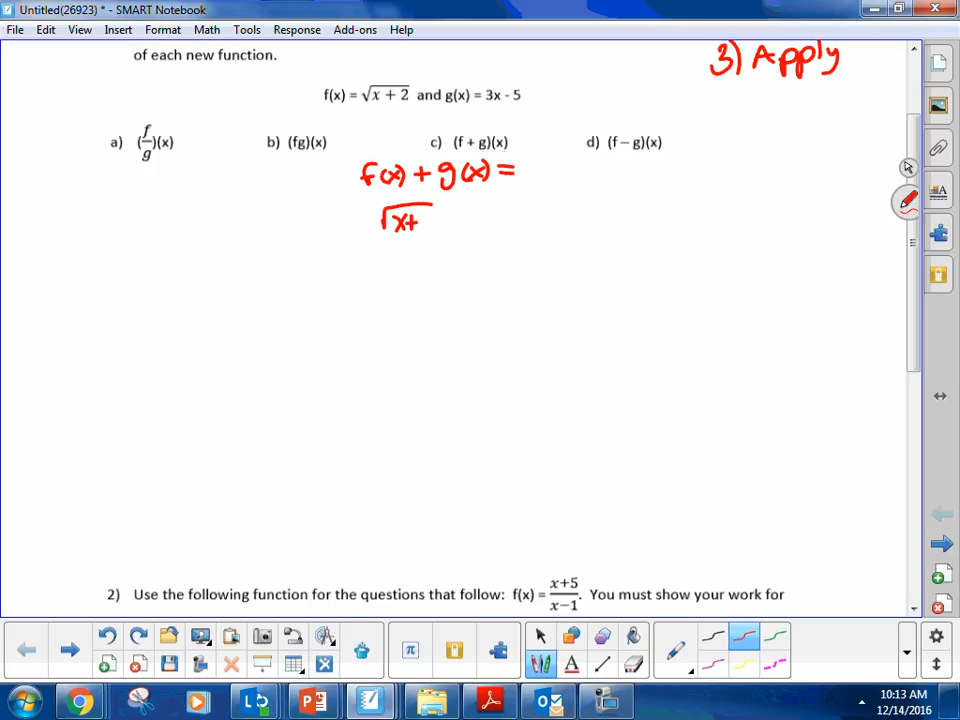 Untitled(26923) * - SMART Notebook
File Edit View Insert Format Math Tools Response Add-ons Help
of each new function.
3) Apply
f(x) = √x + 2 and g(x) = 3x - 5
a) (f/g)(x) b) (fg)(x) c) (f + g)(x) d) (f – g)(x)
f(x) + g(x) =
√x+
2) Use the following function for the questions that follow: f(x) = x+5/x−1. You must show your work for
π
A
10:13 AM
12/14/2016